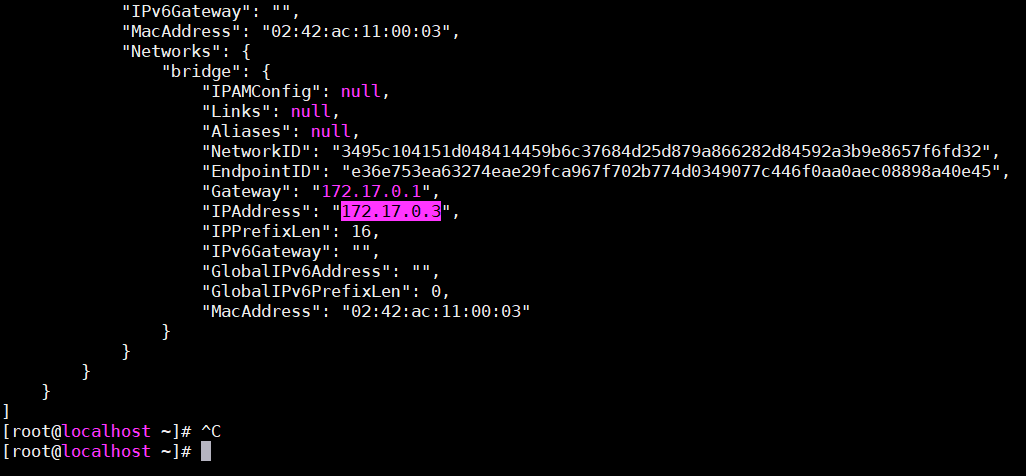 "IPv6Gateway": "",
"MacAddress": "02:42:ac:11:00:03",
"Networks": {
"bridge": {
"IPAMConfig": null,
"Links": null,
"Aliases": null,
"NetworkID": "3495c104151d048414459b6c37684d25d879a866282d84592a3b9e8657f6fd32",
"EndpointID": "e36e753ea63274eae29fca967f702b774d0349077c446f0aa0aec08898a40e45",
"Gateway": "172.17.0.1",
"IPAddress": "172.17.0.3",
"IPPrefixLen": 16,
"IPv6Gateway": "",
"GlobalIPv6Address": "",
"GlobalIPv6PrefixLen": 0,
"MacAddress": "02:42:ac:11:00:03"
}
}
}
}
]
[root@localhost ~]# ^C
[root@localhost ~]#